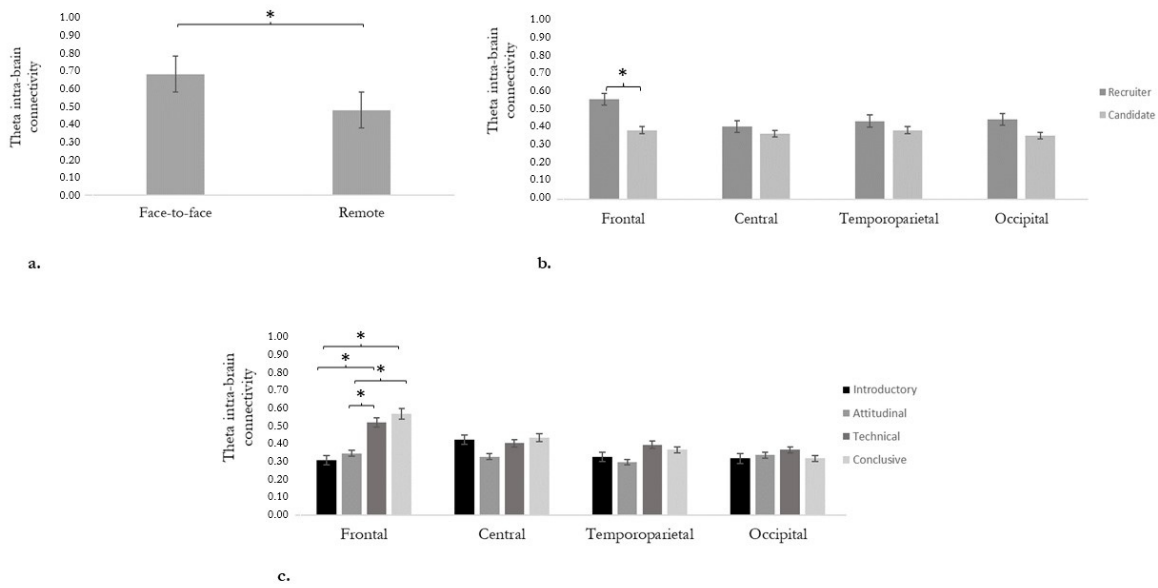 Theta intra-brain
connectivity
1.00
0.90
0.80
0.70
0.60
0.50
0.40
0.30
0.20
0.10
0.00
*
Face-to-face
Remote
a.
Theta intra-brain
connectivity
1.00
0.90
0.80
0.70
0.60
0.50
0.40
0.30
0.20
0.10
0.00
*
Frontal
Central
Temporoparietal
Occipital
Recruiter
Candidate
b.
Theta intra-brain
connectivity
1.00
0.90
0.80
0.70
0.60
0.50
0.40
0.30
0.20
0.10
0.00
*
*
*
*
Frontal
Central
Temporoparietal
Occipital
Introductory
Attitudinal
Technical
Conclusive
c.